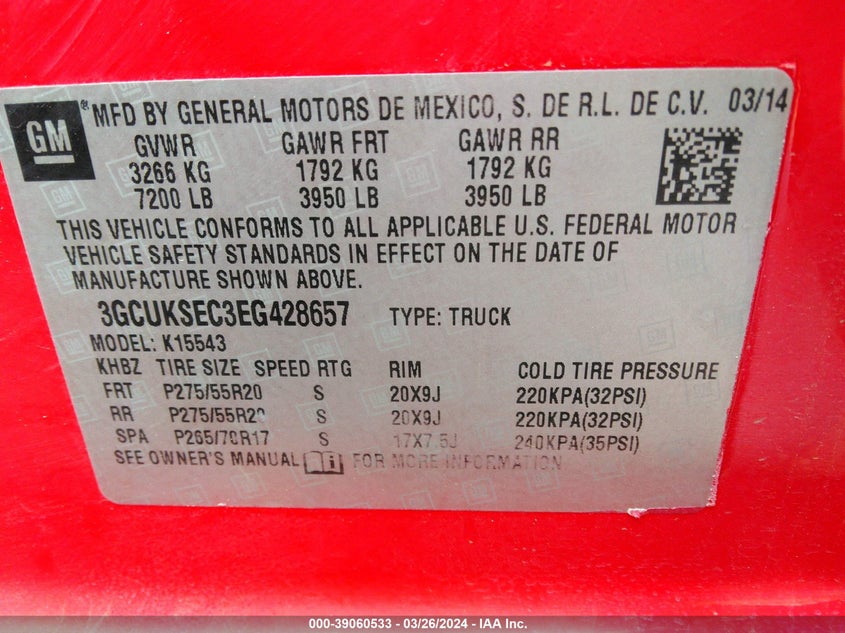 GM® MFD BY GENERAL MOTORS DE MEXICO, S. DE R.L. DE C.V. 03/14
GVWR GAWR FRT GAWR RR
3266 KG 1792 KG 1792 KG
7200 LB 3950 LB 3950 LB
THIS VEHICLE CONFORMS TO ALL APPLICABLE U.S. FEDERAL MOTOR
VEHICLE SAFETY STANDARDS IN EFFECT ON THE DATE OF
MANUFACTURE SHOWN ABOVE.
3GCUKSEC3EG428657 TYPE: TRUCK
MODEL: K15543
KHBZ TIRE SIZE SPEED RTG RIM COLD TIRE PRESSURE
FRT P275/55R20 S 20X9J 220KPA(32PSI)
RR P275/55R20 S 20X9J 220KPA(32PSI)
SPA P265/70R17 S 17X7.5J 240KPA(35PSI)
SEE OWNER'S MANUAL FOR MORE INFORMATION
000-39060533 - 03/26/2024 - IAA Inc.